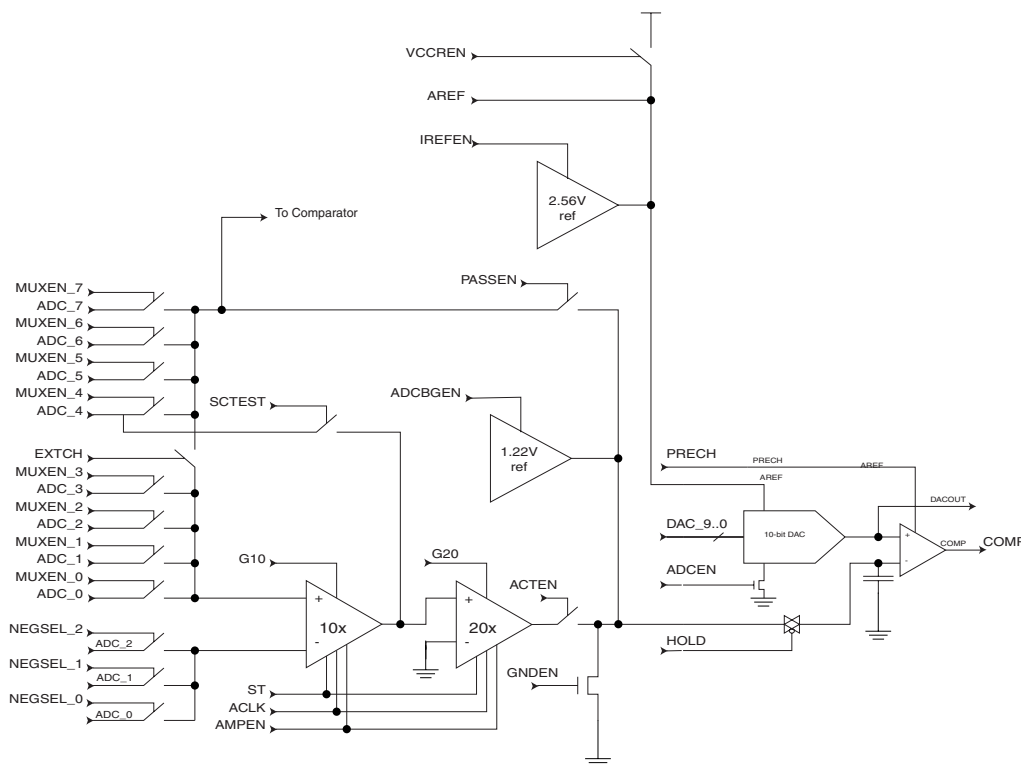 VCCREN
AREF
IREFEN
2.56V
ref
To Comparator
PASSEN
MUXEN_7
ADC_7
MUXEN_6
ADC_6
MUXEN_5
ADC_5
MUXEN_4
ADC_4
SCTEST
ADCBGEN
1.22V
ref
EXTCH
MUXEN_3
ADC_3
MUXEN_2
ADC_2
MUXEN_1
ADC_1
MUXEN_0
ADC_0
PRECH
PRECH
AREF
AREF
DACOUT
DAC_9..0
10-bit DAC
+
-
COMP
COMP
ADCEN
HOLD
G10
+
-
10x
G20
+
-
20x
ACTEN
GNDEN
NEGSEL_2
ADC_2
NEGSEL_1
ADC_1
NEGSEL_0
ADC_0
ST
ACLK
AMPEN